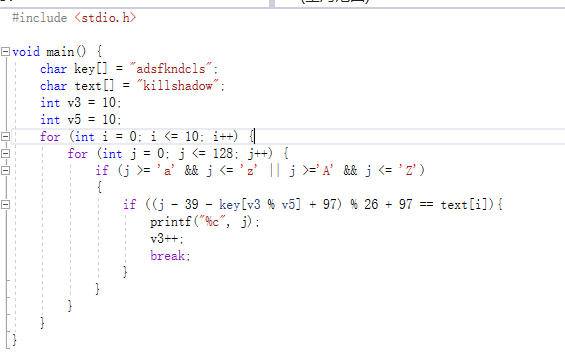 #include <stdio.h>
void main() {
char key[] = "adsfkndcls";
char text[] = "killshadow";
int v3 = 10;
int v5 = 10;
for (int i = 0; i <= 10; i++) {
for (int j = 0; j <= 128; j++) {
if (j >= 'a' && j <= 'z' || j >='A' && j <= 'Z')
{
if ((j - 39 - key[v3 % v5] + 97) % 26 + 97 == text[i]){
printf("%c", j);
v3++;
break;
}
}
}
}
}